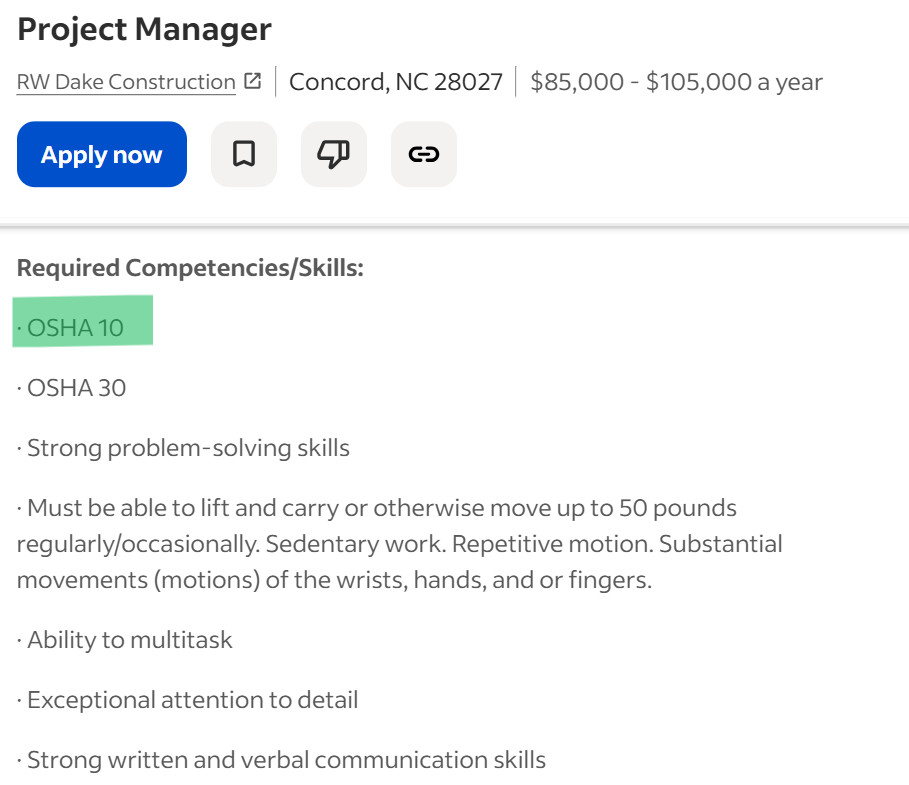 Project Manager
RW Dake Construction Concord, NC 28027 $85,000 - $105,000 a year
Apply now
Required Competencies/Skills:
· OSHA 10
· OSHA 30
· Strong problem-solving skills
· Must be able to lift and carry or otherwise move up to 50 pounds
regularly/occasionally. Sedentary work. Repetitive motion. Substantial
movements (motions) of the wrists, hands, and or fingers.
· Ability to multitask
· Exceptional attention to detail
· Strong written and verbal communication skills